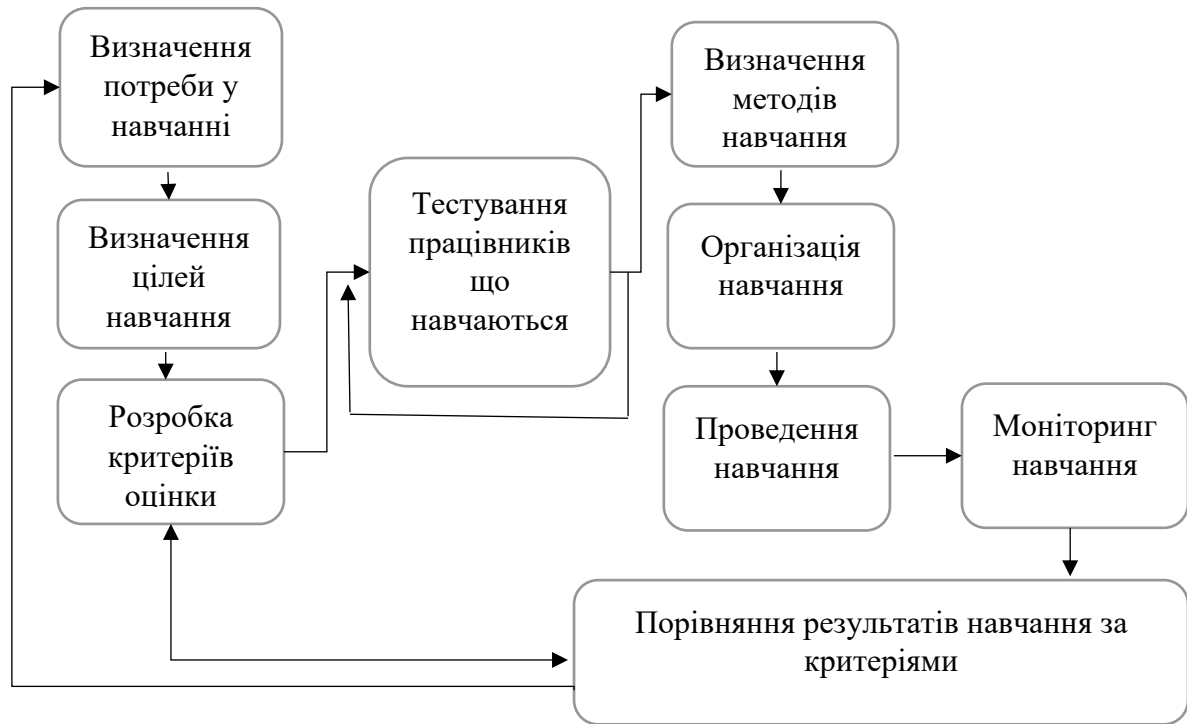 Визначення
потреби у
навчанні
Визначення
цілей
навчання
Розробка
критеріїв
оцінки
Тестування
працівників
що
навчаються
Визначення
методів
навчання
Організація
навчання
Проведення
навчання
Моніторинг
навчання
Порівняння результатів навчання за
критеріями